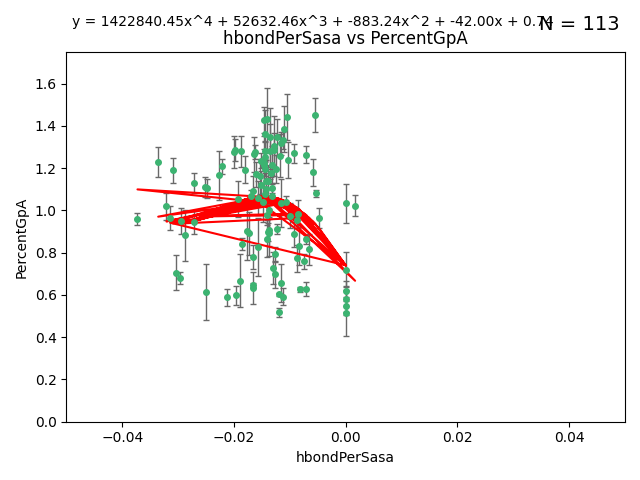 y = 1422840.45x^4 + 52632.46x^3 + -883.24x^2 + -42.00x + 0.74
N = 113
hbondPerSasa vs PercentGpA
PercentGpA
1.6
1.4
1.2
1.0
0.8
0.6
0.4
0.2
0.0
−0.04 −0.02 0.00 0.02 0.04
hbondPerSasa